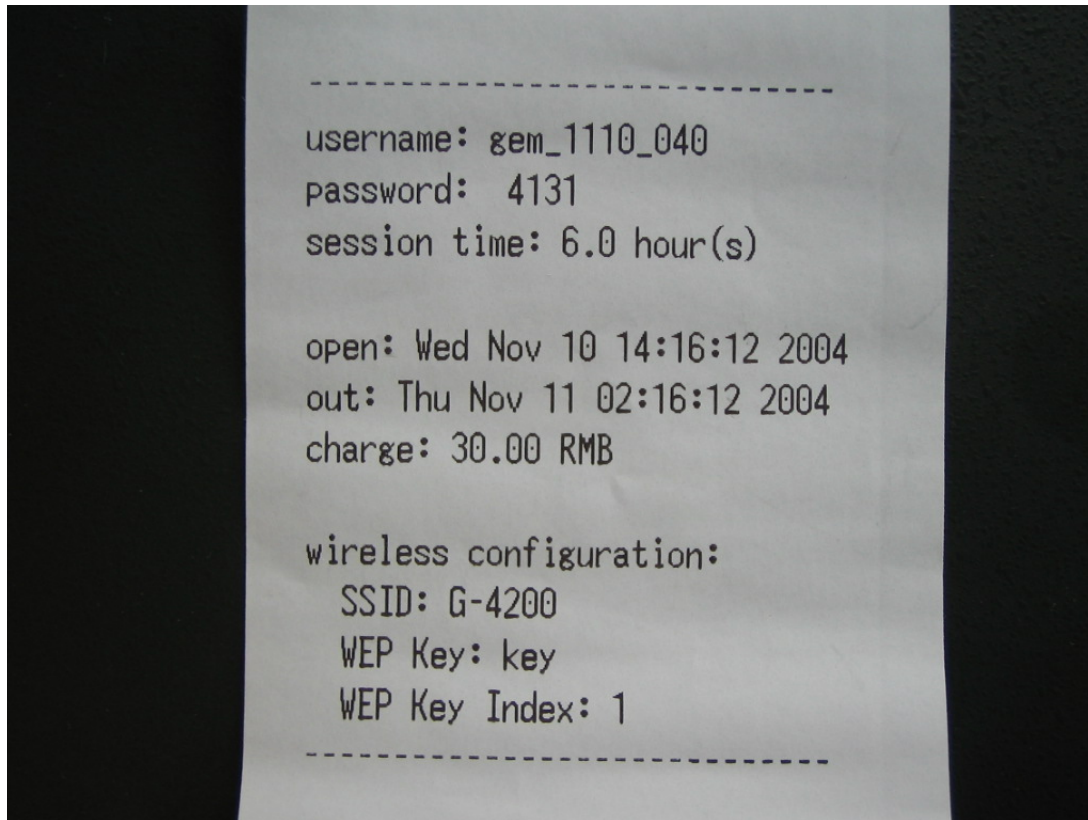 ------------------------------
username: gem_1110_040
password:  4131
session time: 6.0 hour(s)
open: Wed Nov 10 14:16:12 2004
out: Thu Nov 11 02:16:12 2004
charge: 30.00 RMB
wireless configuration:
  SSID: G-4200
  WEP Key: key
  WEP Key Index: 1
------------------------------